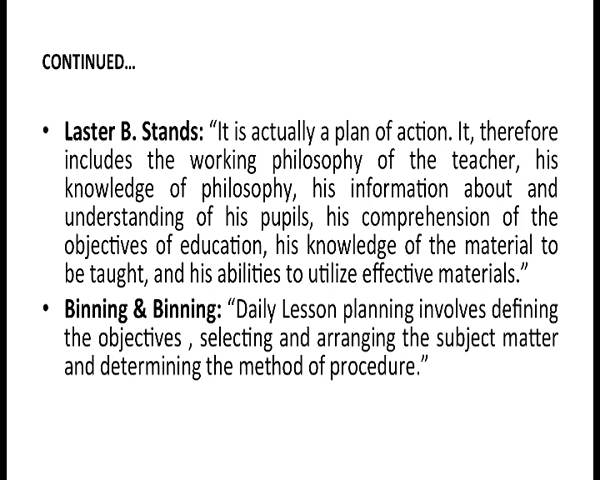 CONTINUED...
• Laster B. Stands: “It is actually a plan of action. It, therefore
includes the working philosophy of the teacher, his
knowledge of philosophy, his information about and
understanding of his pupils, his comprehension of the
objectives of education, his knowledge of the material to
be taught, and his abilities to utilize effective materials.”
• Binning & Binning: “Daily Lesson planning involves defining
the objectives , selecting and arranging the subject matter
and determining the method of procedure.”